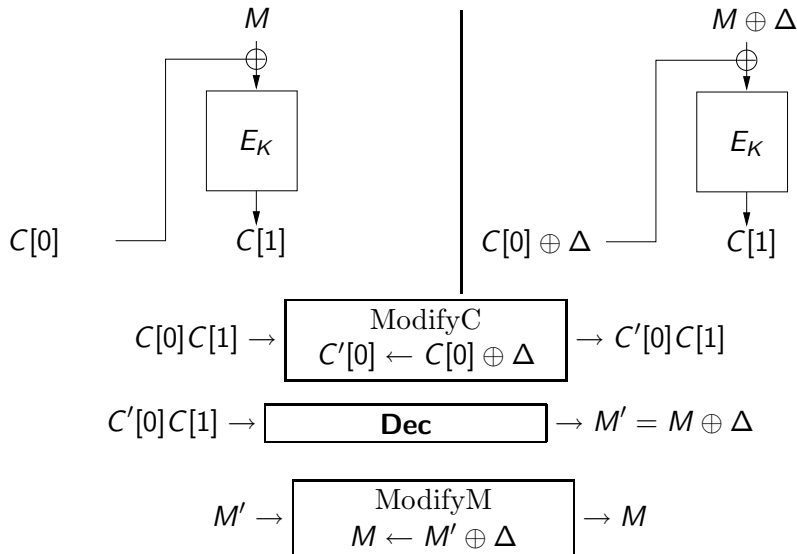 M
M ⊕ Δ
E_K
E_K
C[0]
C[1]
C[0] ⊕ Δ
C[1]
C[0]C[1] →
ModifyC
C′[0] ← C[0] ⊕ Δ
→ C′[0]C[1]
C′[0]C[1] →
Dec
→ M′ = M ⊕ Δ
M′ →
ModifyM
M ← M′ ⊕ Δ
→ M